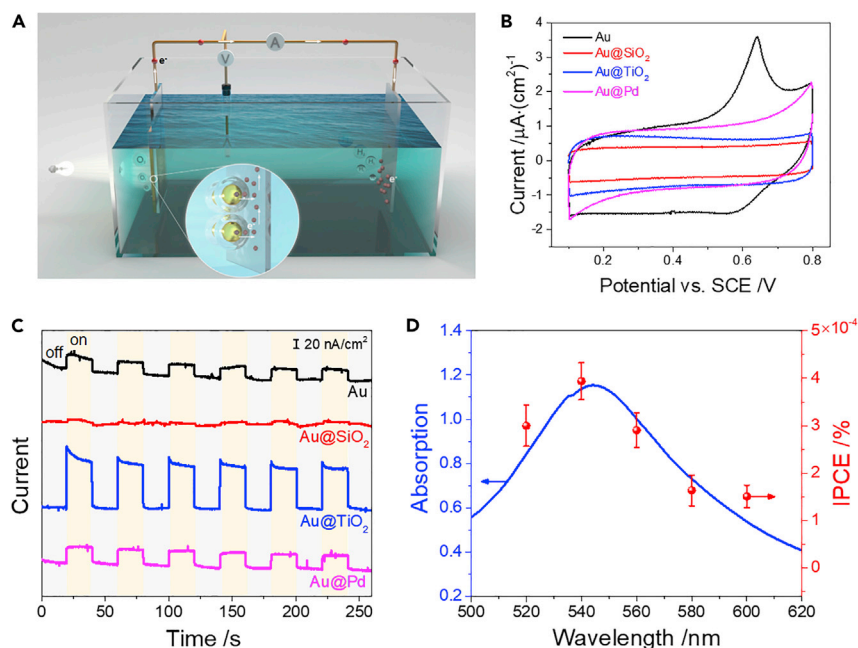 A
e-
V
A
e-
B
Au
Au@SiO₂
Au@TiO₂
Au@Pd
Current /μA·(cm²)⁻¹
4
3
2
1
0
-1
-2
0.2
0.4
0.6
0.8
Potential vs. SCE /V
C
off
on
20 nA/cm²
Au
Au@SiO₂
Au@TiO₂
Au@Pd
Current
0
50
100
150
200
250
Time /s
D
Absorption
1.4
1.2
1.0
0.8
0.6
0.4
0.2
5×10⁻⁴
4
3
2
1
0
IPCE /%
500
520
540
560
580
600
620
Wavelength /nm